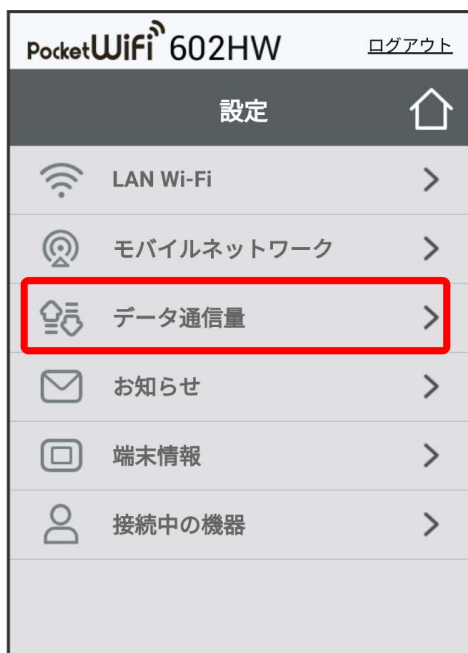 PocketWiFi 602HW ログアウト
設定
LAN Wi-Fi
モバイルネットワーク
データ通信量
お知らせ
端末情報
接続中の機器